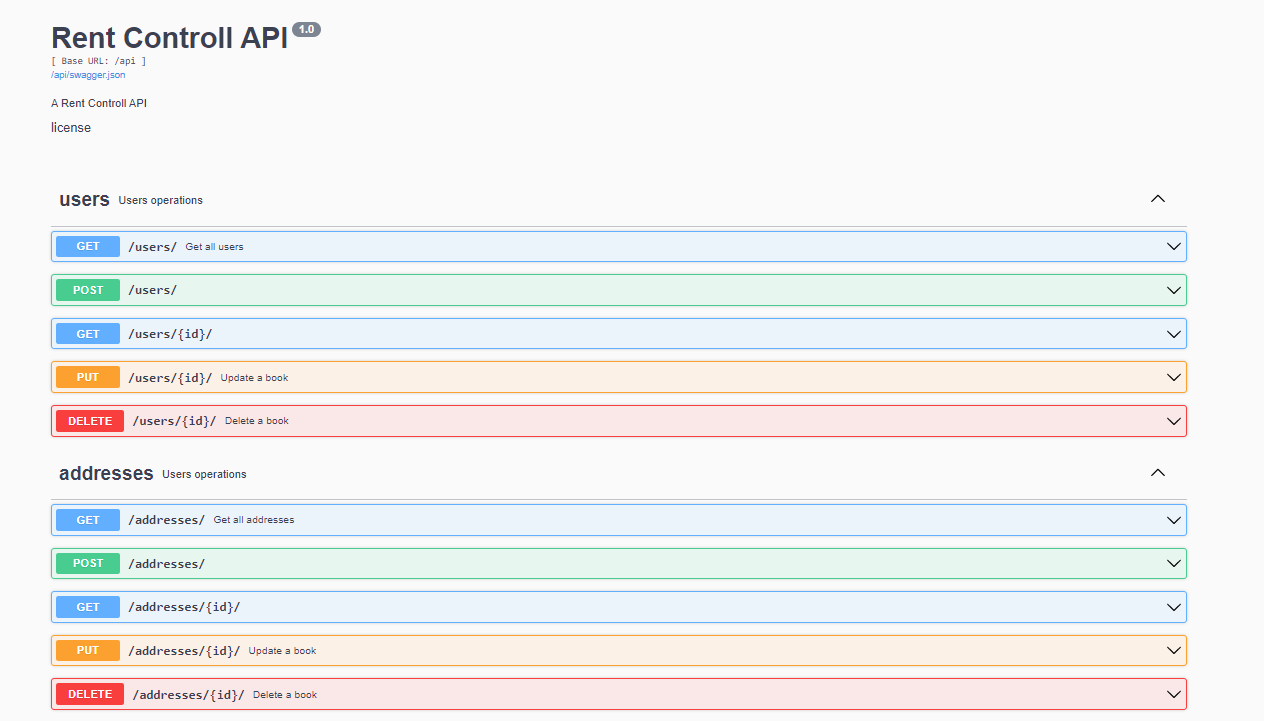 Rent Controll API 1.0
[ Base URL: /api ]
/api/swagger.json
A Rent Controll API
license
users Users operations
GET /users/ Get all users
POST /users/
GET /users/{id}/
PUT /users/{id}/ Update a book
DELETE /users/{id}/ Delete a book
addresses Users operations
GET /addresses/ Get all addresses
POST /addresses/
GET /addresses/{id}/
PUT /addresses/{id}/ Update a book
DELETE /addresses/{id}/ Delete a book